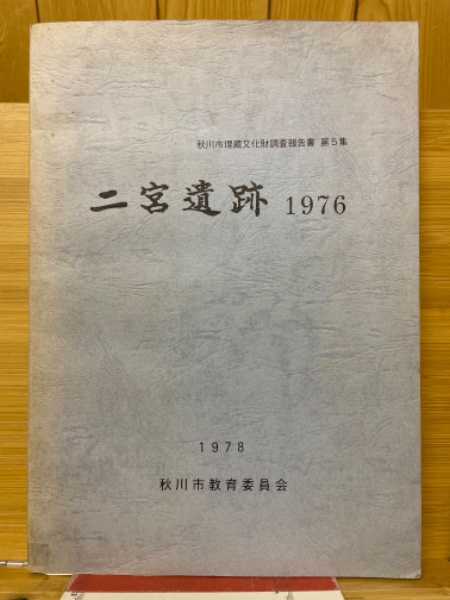 秋川市埋蔵文化財調査報告書 第5集
二宮遺跡 1976
1978
秋川市教育委員会